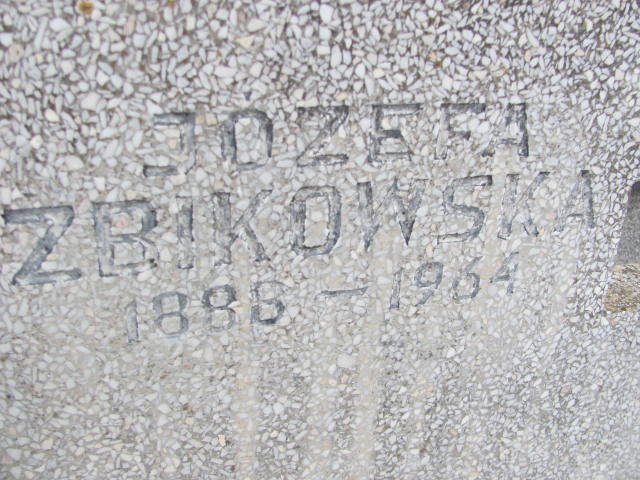 JÓZEFA
ZBIKOWSKA
1886 – 1964